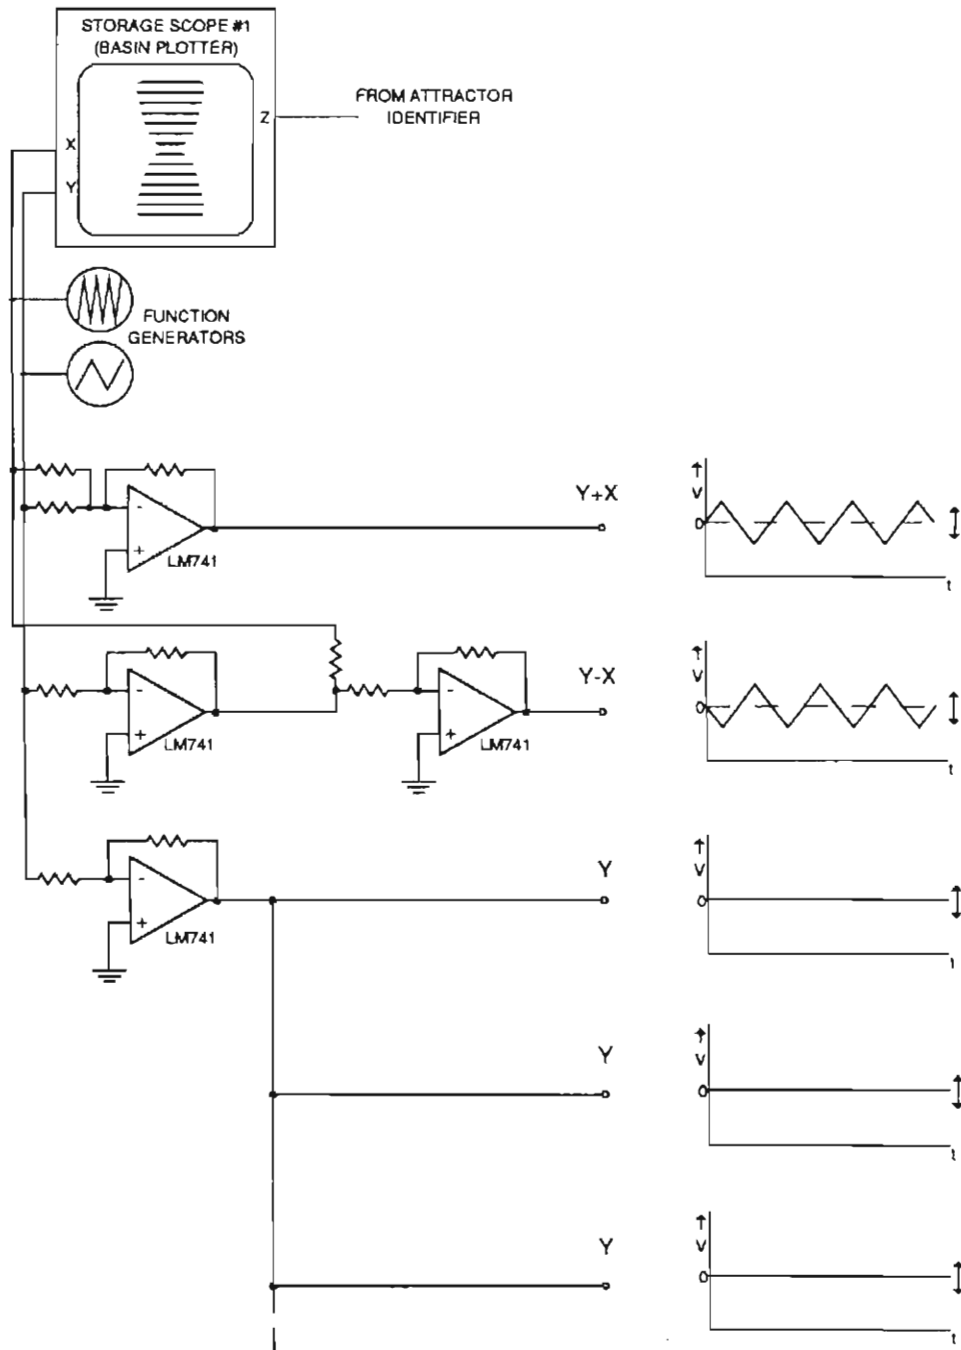 STORAGE SCOPE #1
(BASIN PLOTTER)
FROM ATTRACTOR
IDENTIFIER
Z
X
Y
FUNCTION
GENERATORS
Y+X
V
0
t
-
+
LM741
Y-X
V
0
t
-
+
LM741
-
+
LM741
Y
V
0
t
-
+
LM741
Y
V
0
t
Y
V
0
t